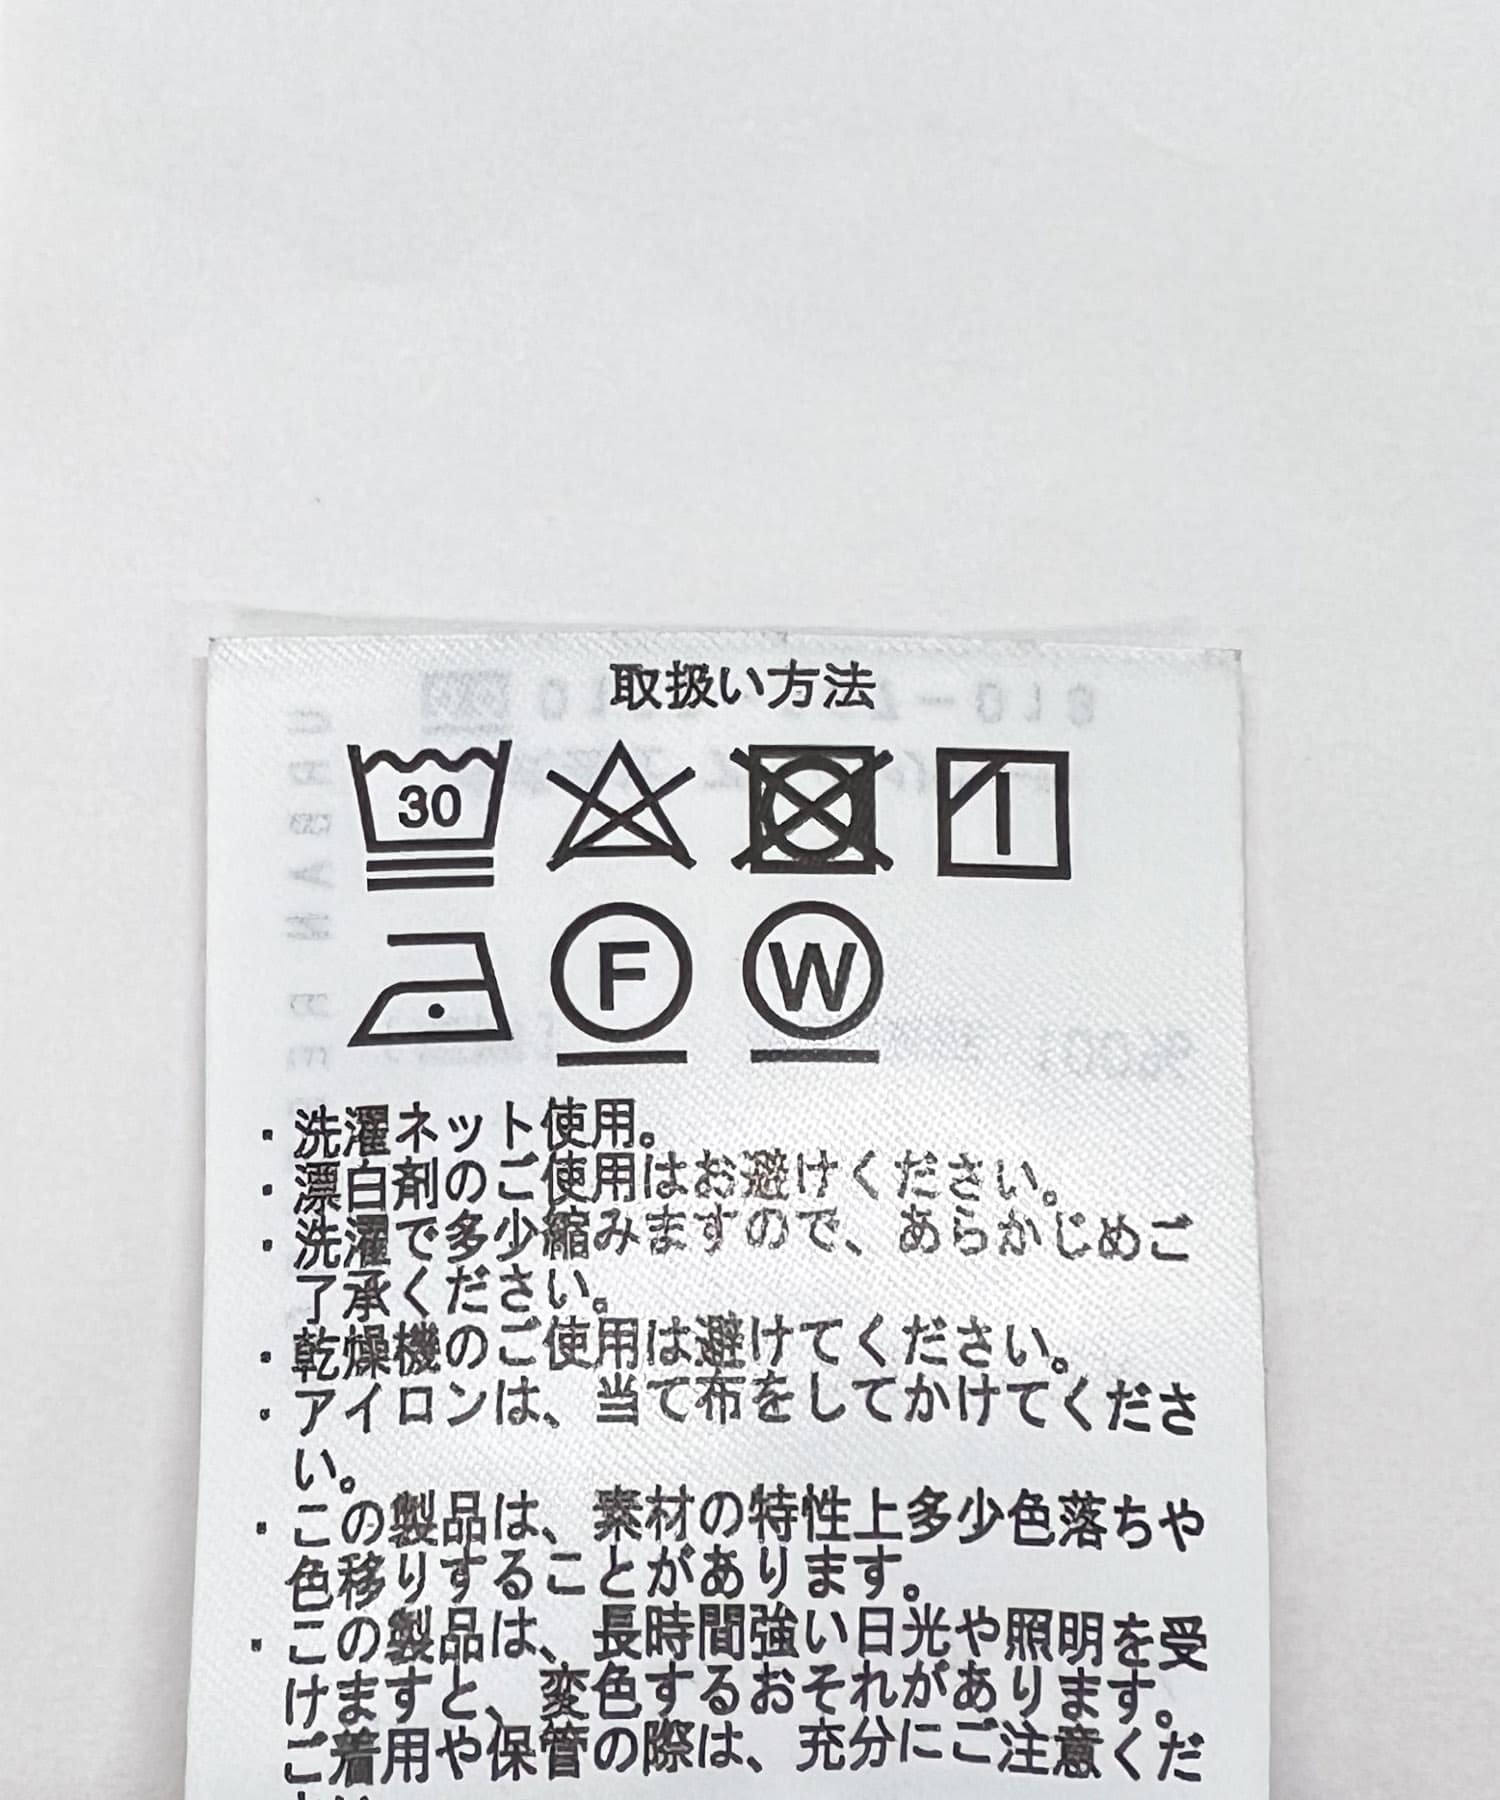 取扱い方法
30
F W
・洗濯ネット使用。
・漂白剤のご使用はお避けください。
・洗濯で多少縮みますので、あらかじめご
了承ください。
・乾燥機のご使用は避けてください。
・アイロンは、当て布をしてかけてくださ
い。
・この製品は、素材の特性上多少色落ちや
色移りすることがあります。
・この製品は、長時間強い日光や照明を受
けますと、変色するおそれがあります。
ご着用や保管の際は、充分にご注意くだ